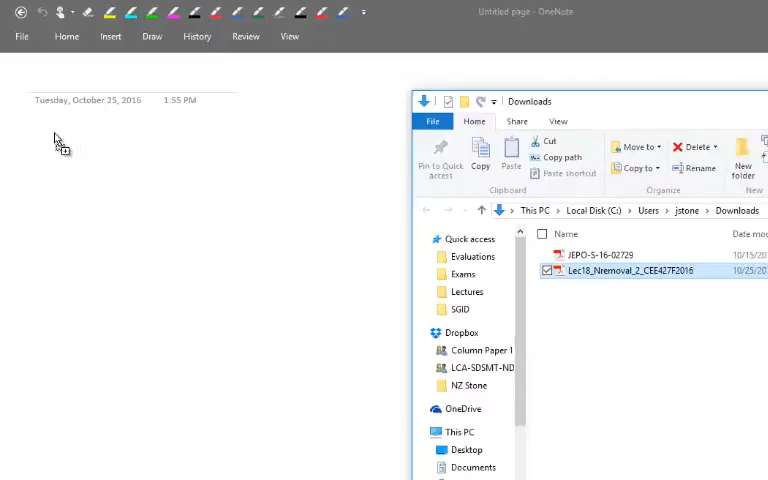 Untitled page - OneNote
File Home Insert Draw History Review View
Tuesday, October 25, 2016 1:55 PM
Downloads
File Home Share View
Pin to Quick access
Copy
Paste
Cut
Copy path
Paste shortcut
Clipboard
Move to
Copy to
Delete
Rename
Organize
New folder
New
This PC > Local Disk (C:) > Users > jstone > Downloads
Name Date mod
JEPO-S-16-02729 10/15/20
Lec18_Nremoval_2_CEE427F2016 10/25/20
Quick access
Evaluations
Exams
Lectures
SGID
Dropbox
Column Paper 1
LCA-SDSMT-ND
NZ Stone
OneDrive
This PC
Desktop
Documents